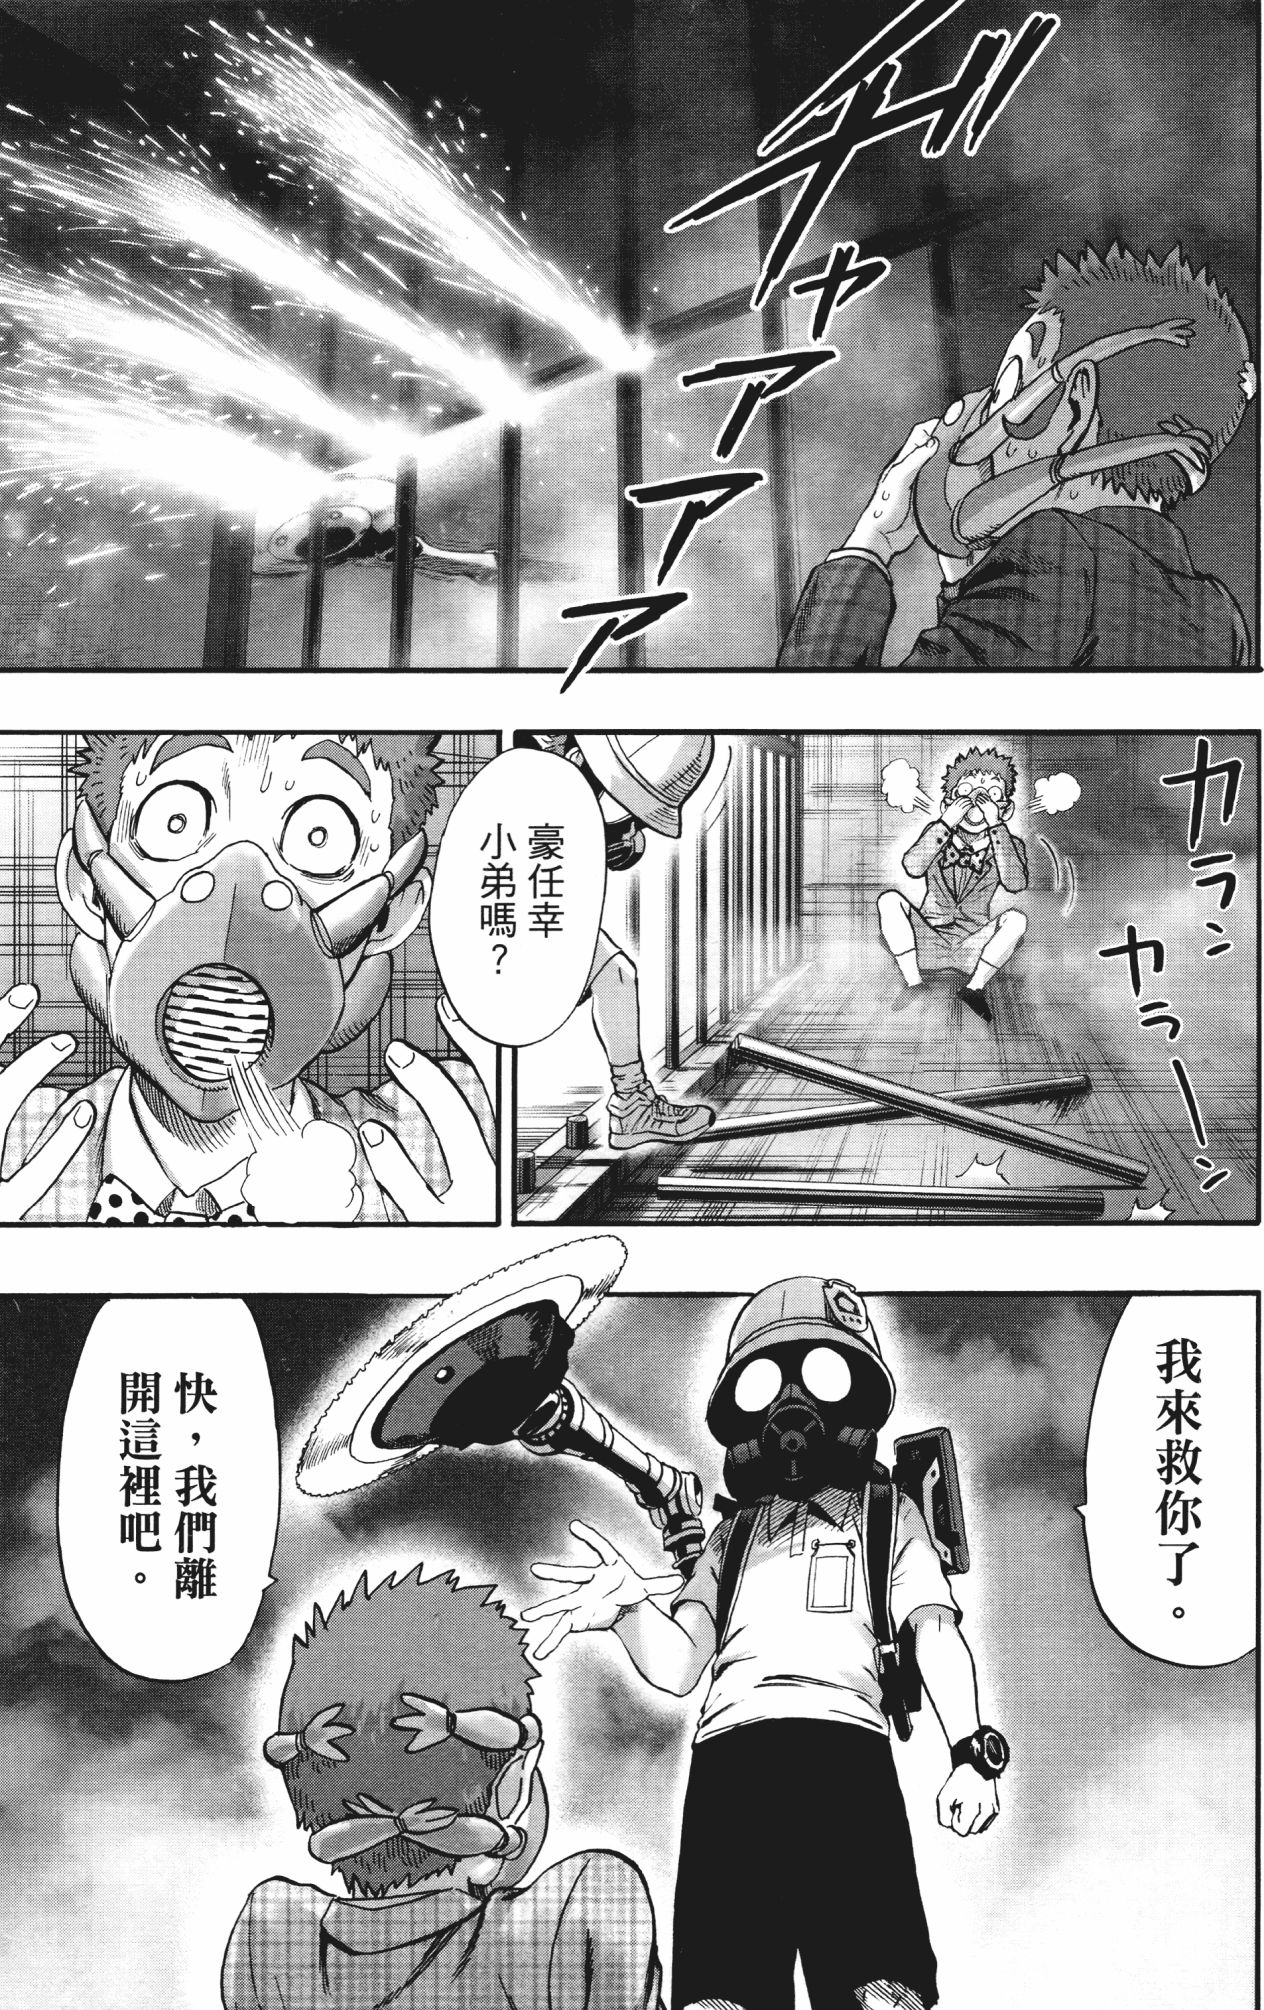 ギャアアアア
カランカラーン
豪任幸
小弟嗎？
我來救你了。
快，我們離
開這裡吧。